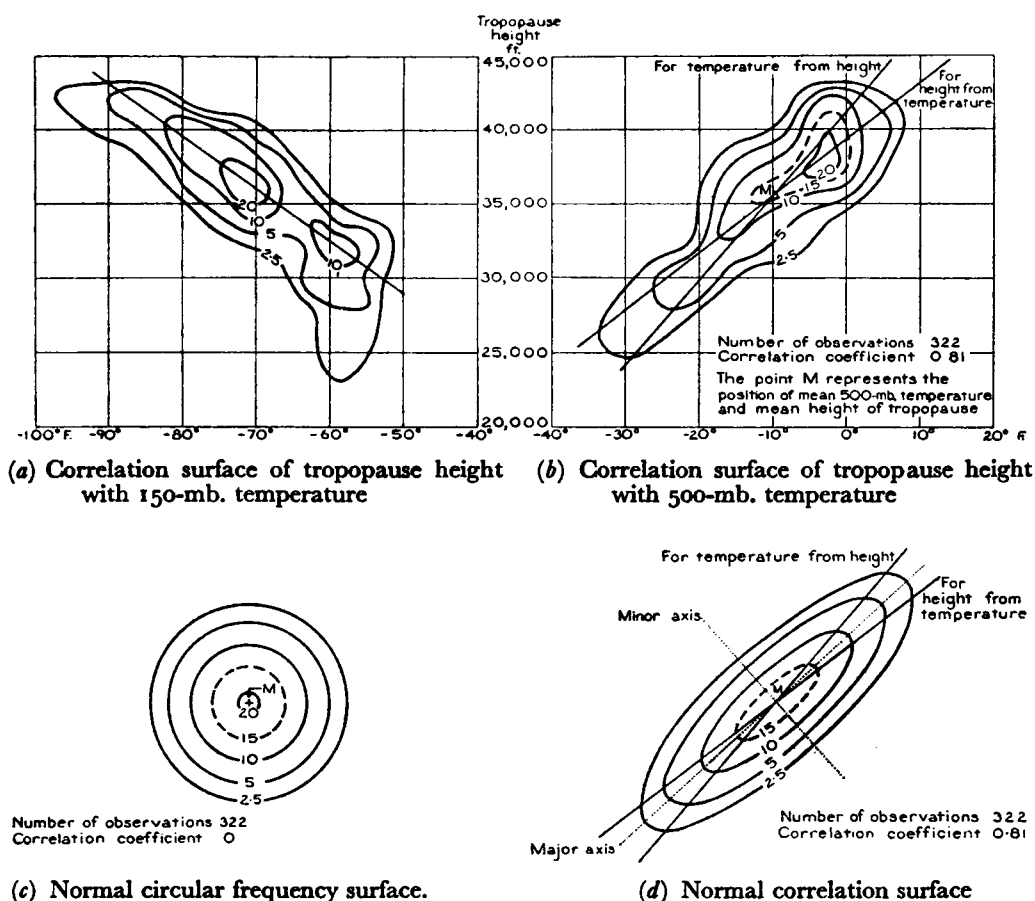 Tropopause
height
ft.
45,000
40,000
35,000
30,000
25,000
20,000
20
10
5
2.5
10
-100°F.
-90°
-80°
-70°
-60°
-50°
-40°
(a) Correlation surface of tropopause height
with 150-mb. temperature
For temperature from height
For
height from
temperature
M
20
15
10
5
2.5
Number of observations 322
Correlation coefficient 0 81
The point M represents the
position of mean 500-mb. temperature
and mean height of tropopause
-40°
-30°
-20°
-10°
0°
10°
20°
(b) Correlation surface of tropopause height
with 500-mb. temperature
M
20
15
10
5
2.5
Number of observations 322
Correlation coefficient 0
(c) Normal circular frequency surface.
For temperature from height
For
height from
temperature
Minor axis
M
15
10
5
2.5
Major axis
Number of observations 322
Correlation coefficient 0.81
(d) Normal correlation surface